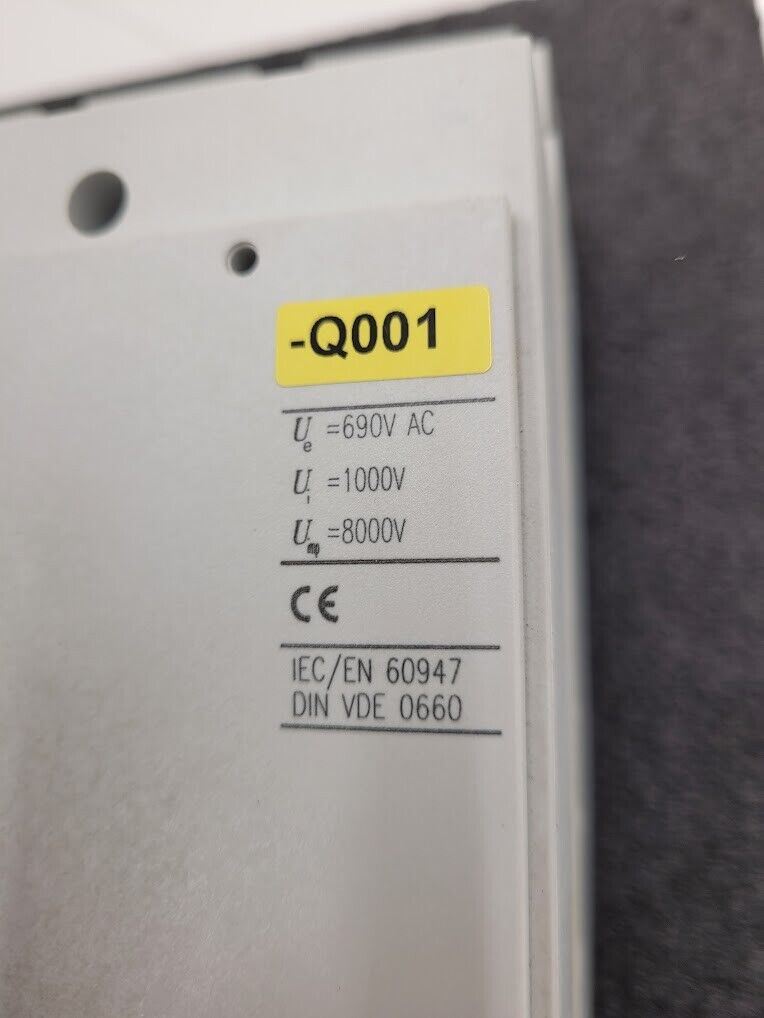 -Q001
Ue =690V AC
Ui =1000V
Uimp =8000V
CE
IEC/EN 60947
DIN VDE 0660